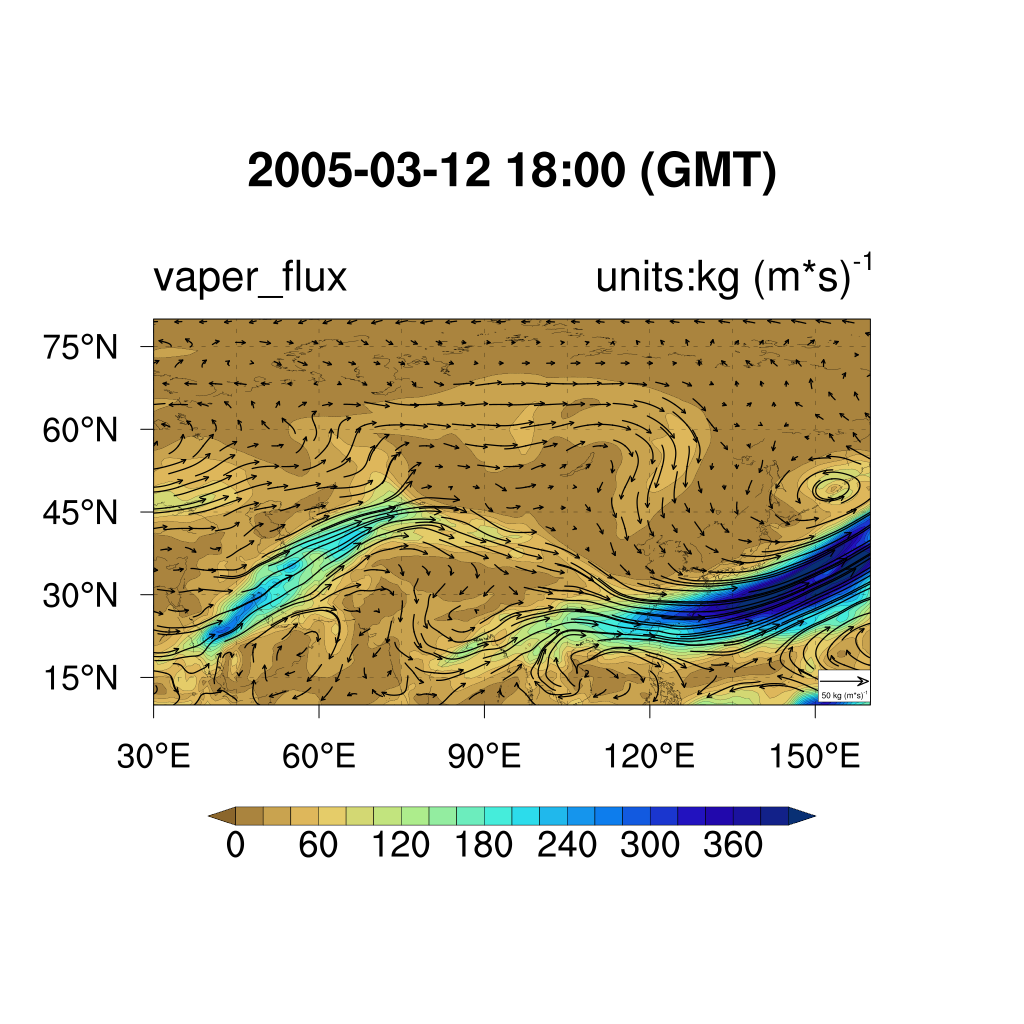 2005-03-12 18:00 (GMT)
vaper_flux
units:kg (m*s)⁻¹
75°N
60°N
45°N
30°N
15°N
50 kg (m*s)⁻¹
30°E 60°E 90°E 120°E 150°E
0 60 120 180 240 300 360